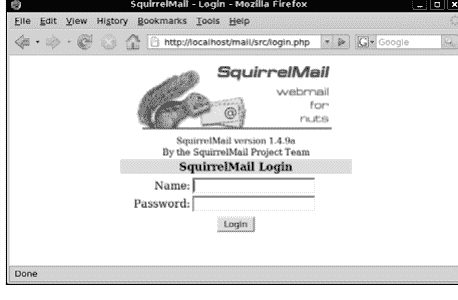 SquirrelMail - Login - Mozilla Firefox
File Edit View History Bookmarks Tools Help
http://localhost/mail/src/login.php
G Google
SquirrelMail
webmail
for
nuts
@
SquirrelMail version 1.4.9a
By the SquirrelMail Project Team
SquirrelMail Login
Name:
Password:
Login
Done